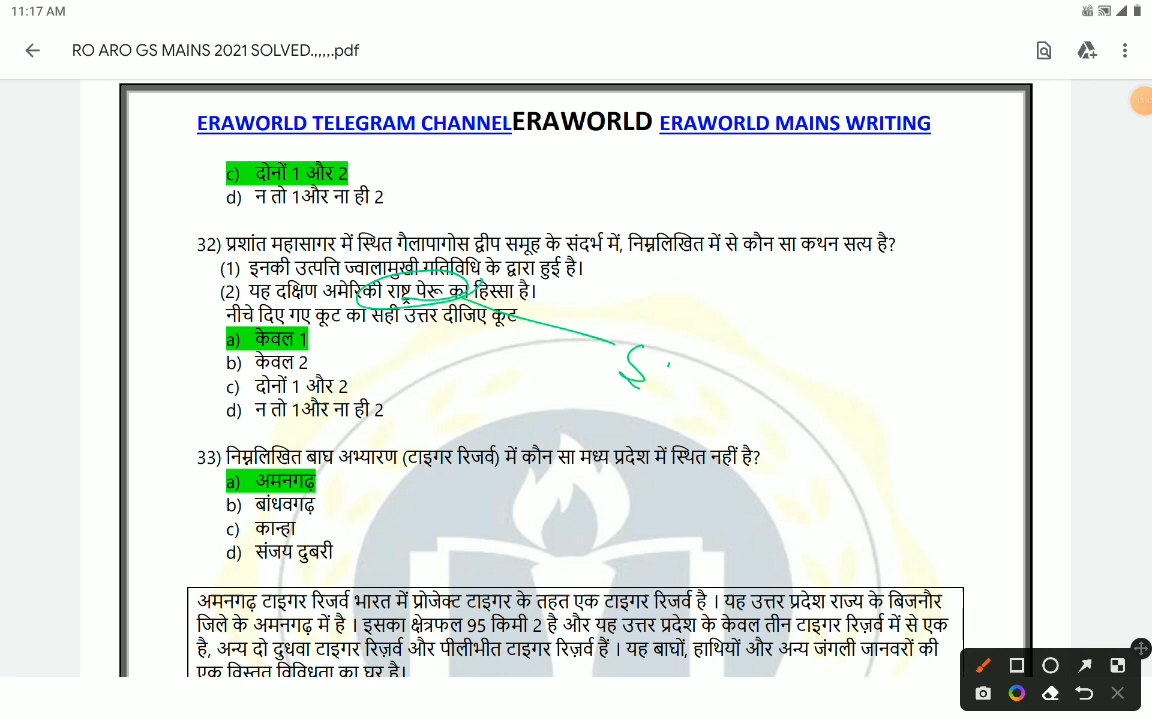 11:17 AM
RO ARO GS MAINS 2021 SOLVED.,,,,.pdf
ERAWORLD TELEGRAM CHANNELERAWORLD ERAWORLD MAINS WRITING
c) दोनों 1 और 2
d) न तो 1और ना ही 2
32) प्रशांत महासागर में स्थित गैलापागोस द्वीप समूह के संदर्भ में, निम्नलिखित में से कौन सा कथन सत्य है?
(1) इनकी उत्पत्ति ज्वालामुखी गतिविधि के द्वारा हुई है।
(2) यह दक्षिण अमेरिकी राष्ट्र पेरू का हिस्सा है।
नीचे दिए गए कूट का सही उत्तर दीजिए कूट
a) केवल 1
b) केवल 2
c) दोनों 1 और 2
d) न तो 1और ना ही 2
33) निम्नलिखित बाघ अभ्यारण (टाइगर रिजर्व) में कौन सा मध्य प्रदेश में स्थित नहीं है?
a) अमनगढ़
b) बांधवगढ़
c) कान्हा
d) संजय दुबरी
अमनगढ़ टाइगर रिजर्व भारत में प्रोजेक्ट टाइगर के तहत एक टाइगर रिजर्व है । यह उत्तर प्रदेश राज्य के बिजनौर
जिले के अमनगढ़ में है । इसका क्षेत्रफल 95 किमी 2 है और यह उत्तर प्रदेश के केवल तीन टाइगर रिज़र्व में से एक
है, अन्य दो दुधवा टाइगर रिज़र्व और पीलीभीत टाइगर रिज़र्व हैं । यह बाघों, हाथियों और अन्य जंगली जानवरों की
एक विस्तृत विविधता का घर है।